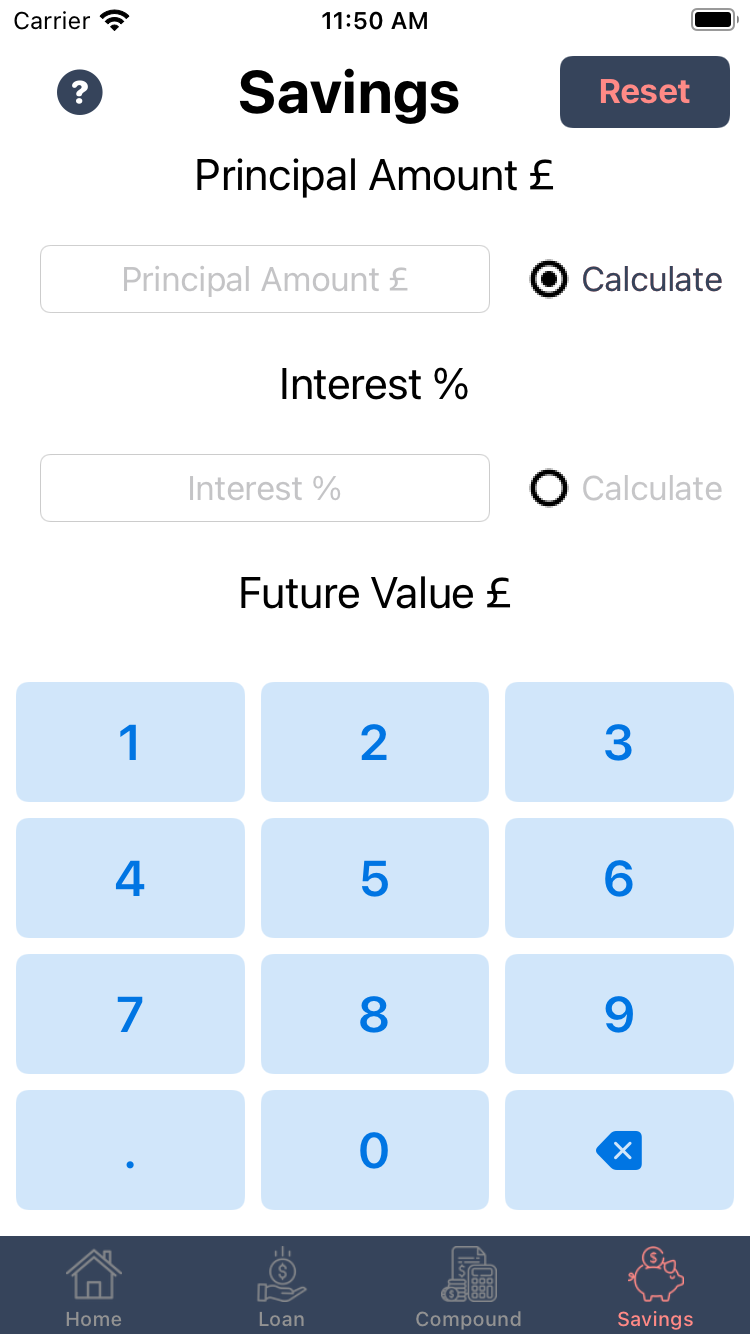 Carrier 11:50 AM
? Savings Reset
Principal Amount £
Principal Amount £ Calculate
Interest %
Interest % Calculate
Future Value £
1 2 3
4 5 6
7 8 9
. 0
Home Loan Compound Savings